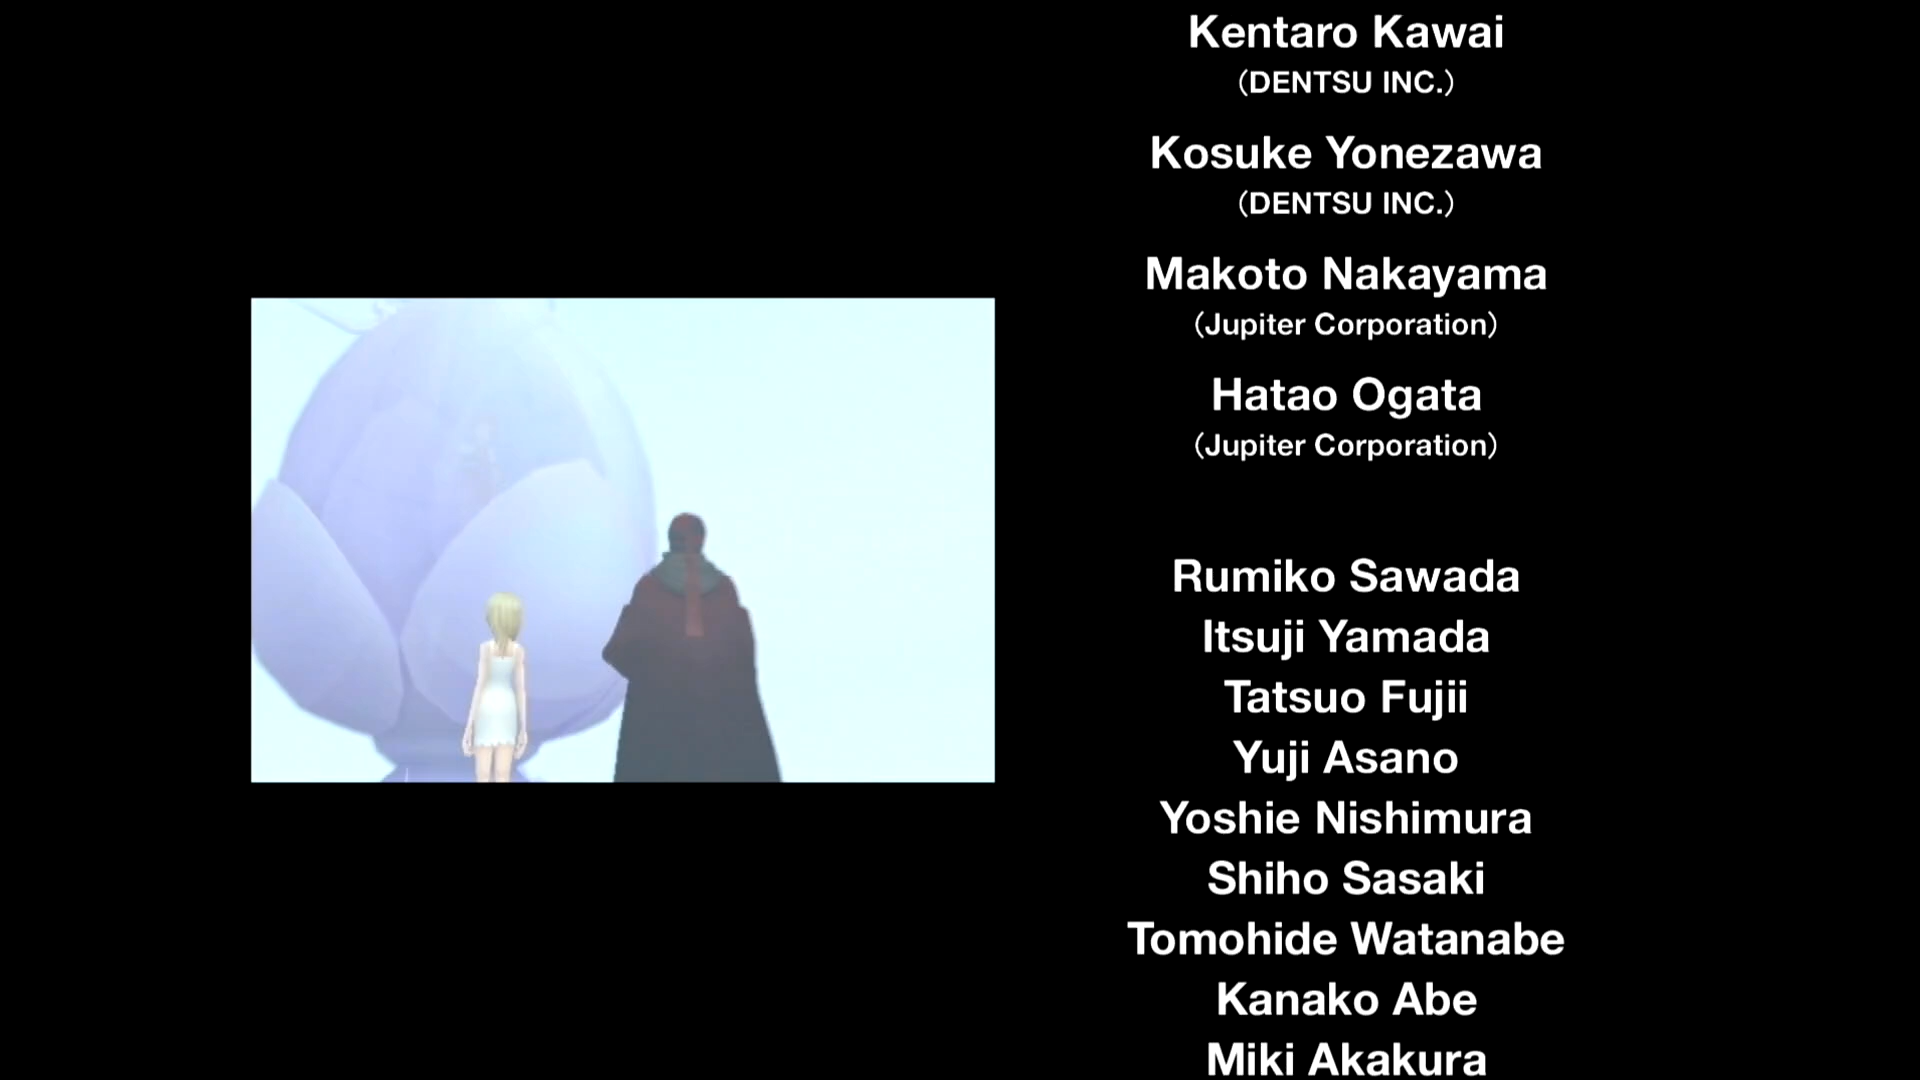 Kentaro Kawai
(DENTSU INC.)
Kosuke Yonezawa
(DENTSU INC.)
Makoto Nakayama
(Jupiter Corporation)
Hatao Ogata
(Jupiter Corporation)
Rumiko Sawada
Itsuji Yamada
Tatsuo Fujii
Yuji Asano
Yoshie Nishimura
Shiho Sasaki
Tomohide Watanabe
Kanako Abe
Miki Akakura